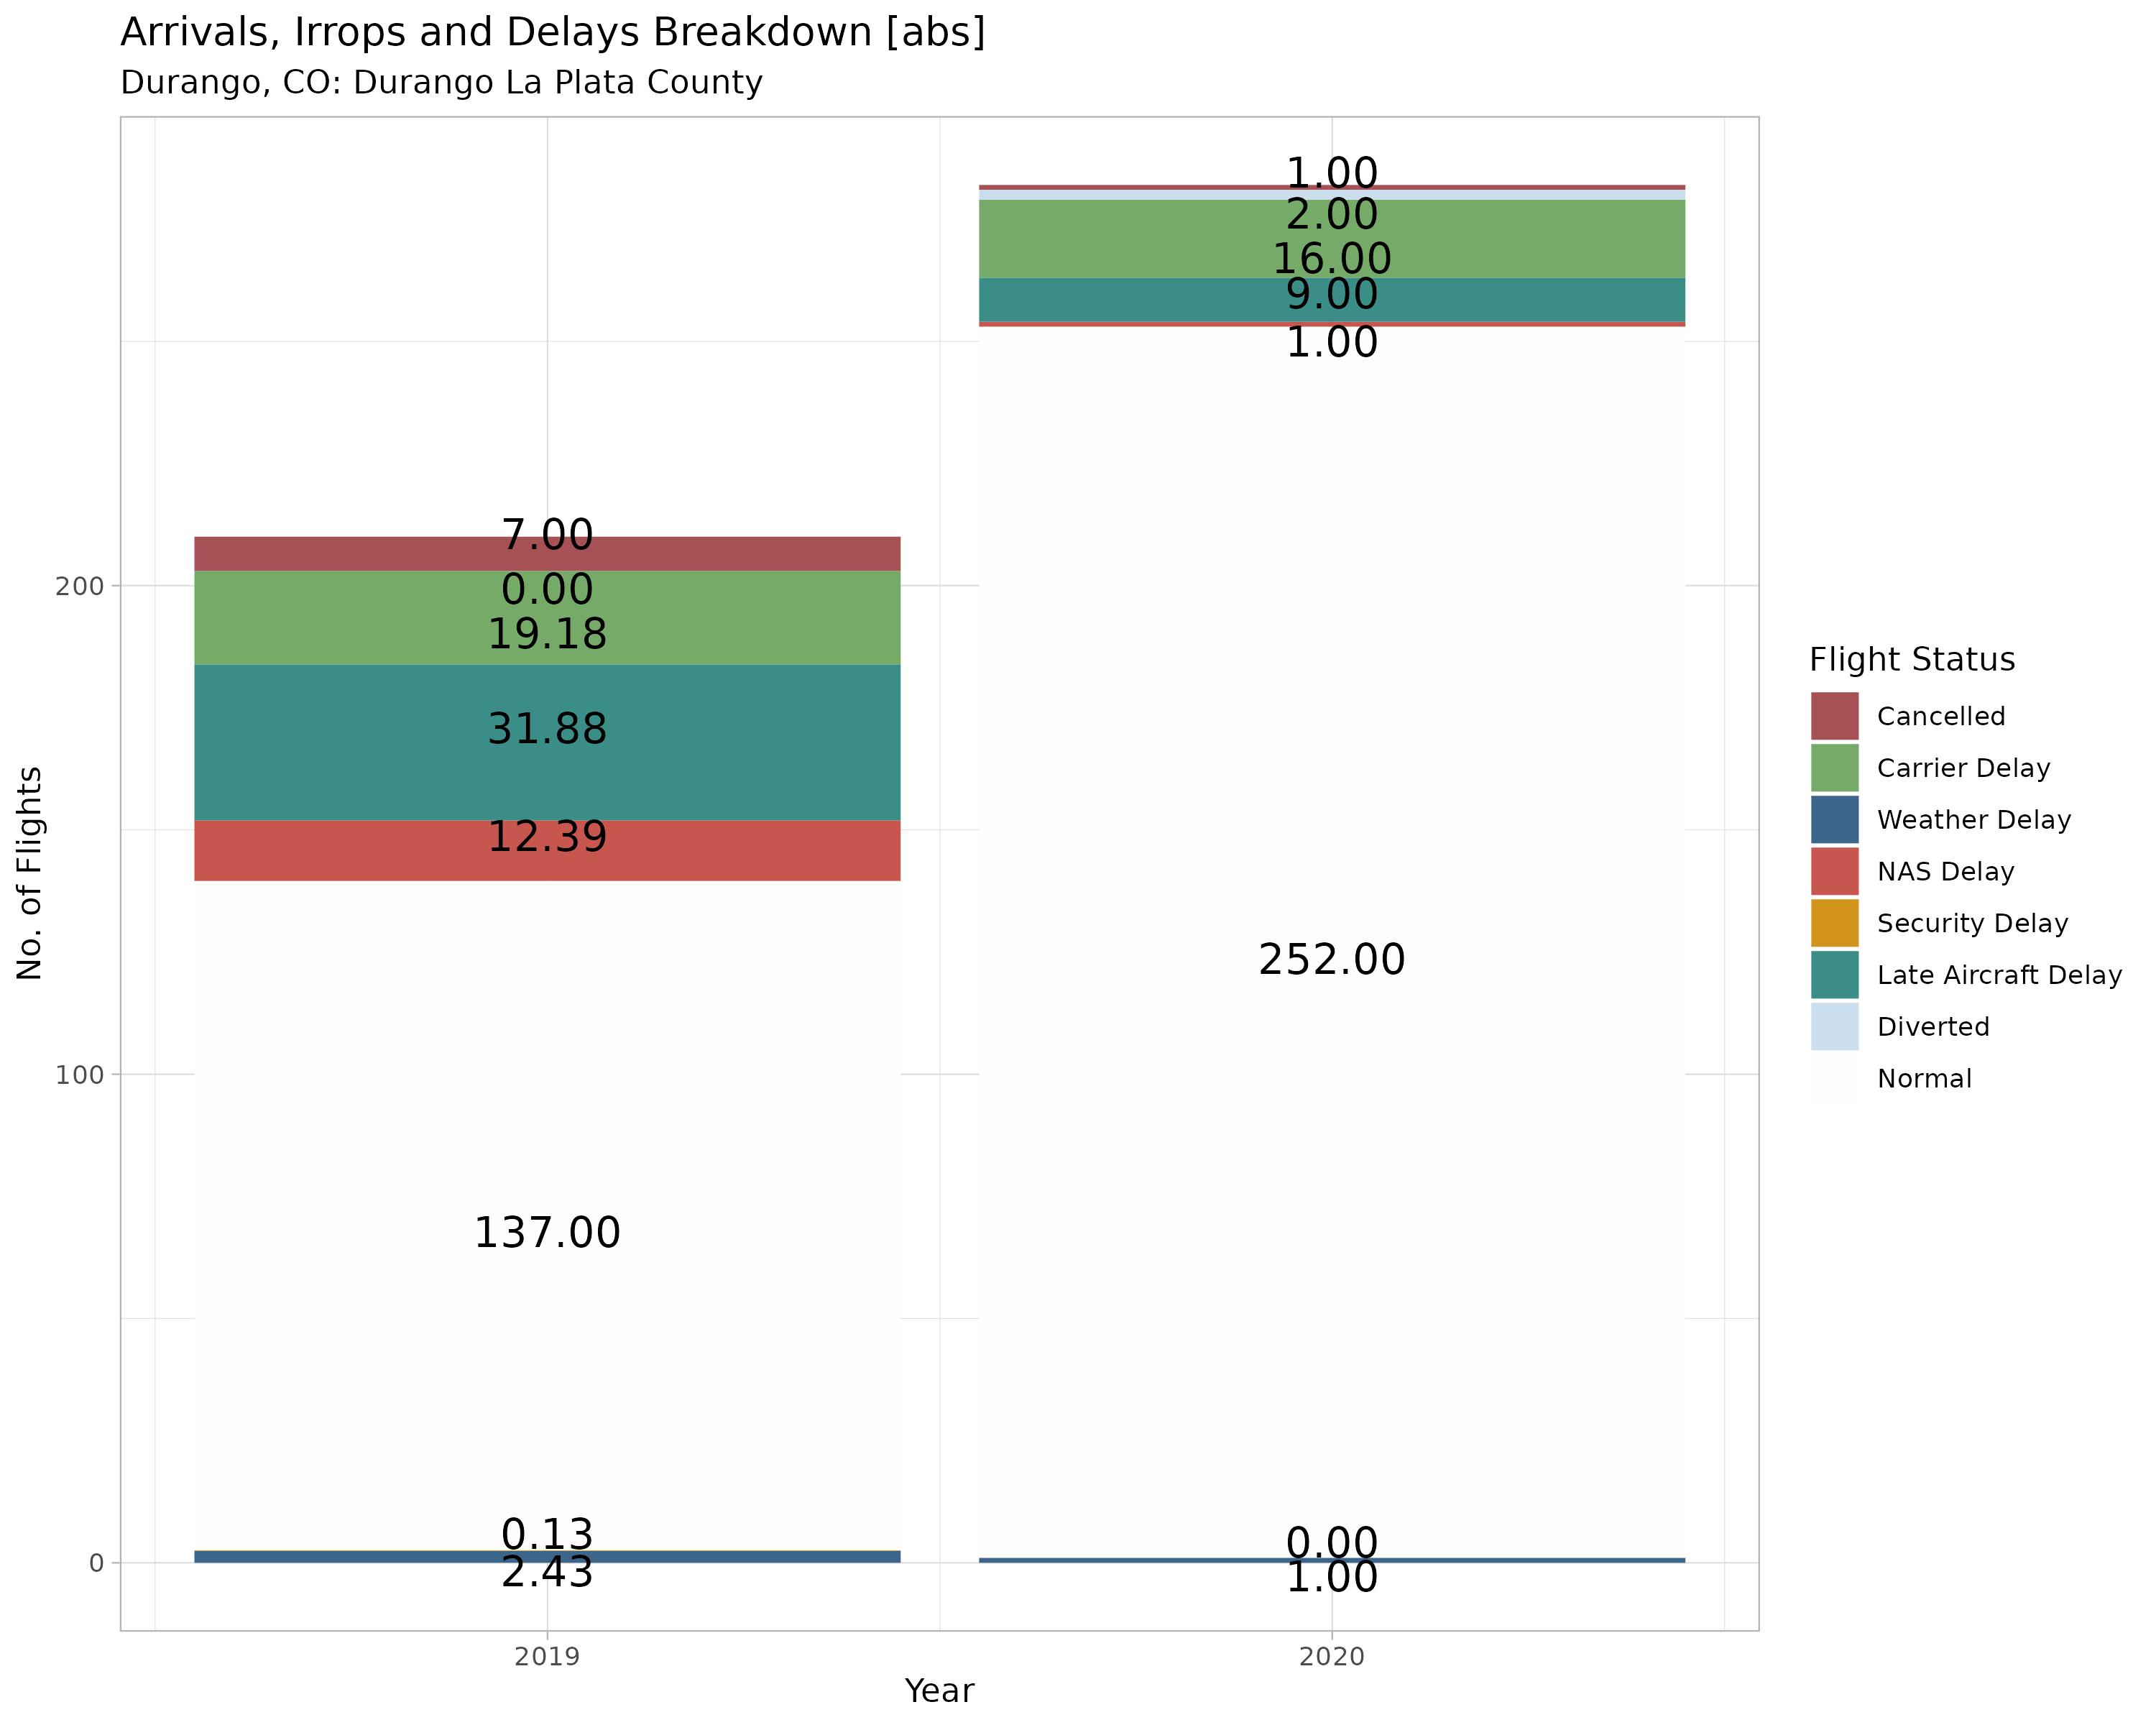 Arrivals, Irrops and Delays Breakdown [abs]
Durango, CO: Durango La Plata County
No. of Flights
200
100
0
7.00
0.00
19.18
31.88
12.39
137.00
0.13
2.43
1.00
2.00
16.00
9.00
1.00
252.00
0.00
1.00
2019
2020
Year
Flight Status
Cancelled
Carrier Delay
Weather Delay
NAS Delay
Security Delay
Late Aircraft Delay
Diverted
Normal